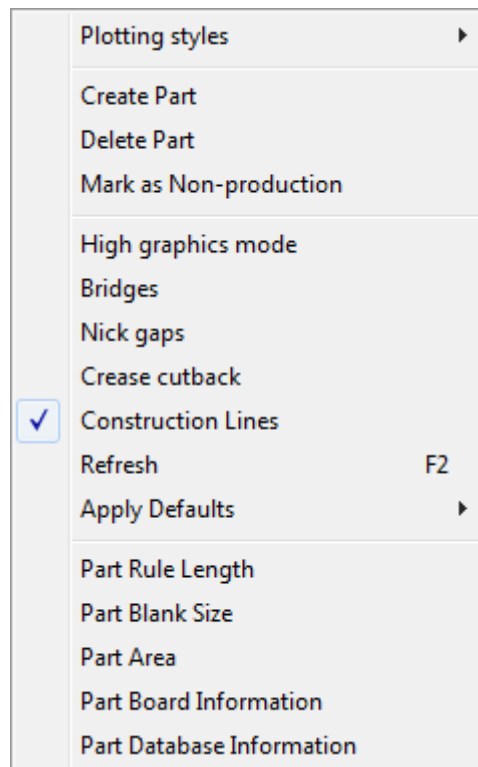 Plotting styles
Create Part
Delete Part
Mark as Non-production
High graphics mode
Bridges
Nick gaps
Crease cutback
Construction Lines
Refresh F2
Apply Defaults
Part Rule Length
Part Blank Size
Part Area
Part Board Information
Part Database Information